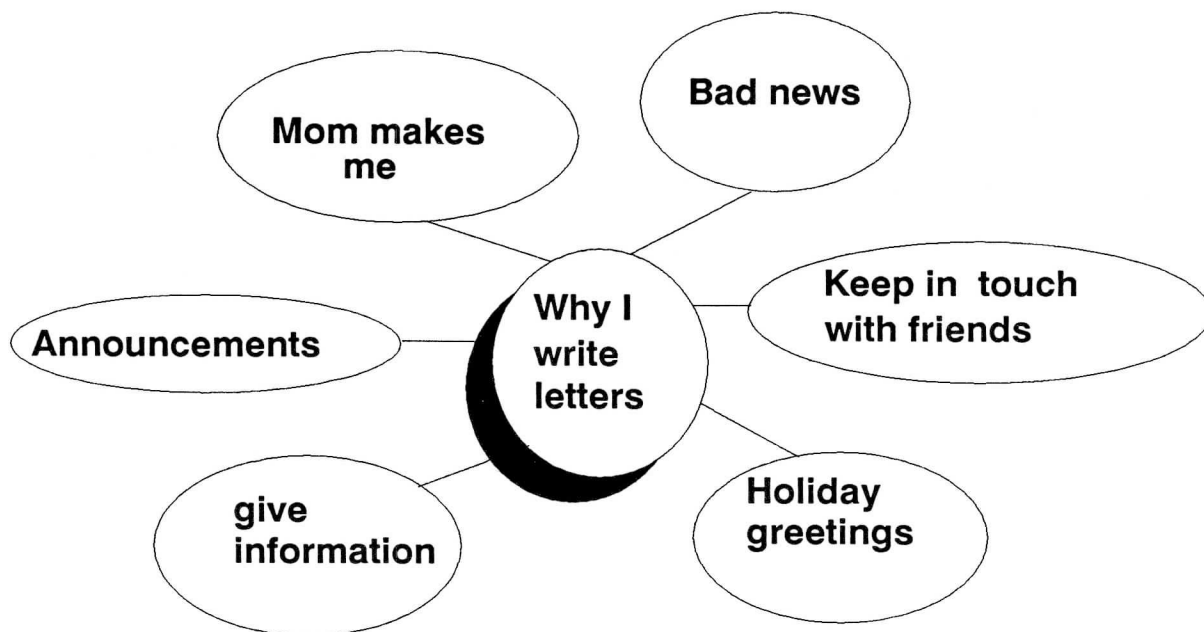 Mom makes
me
Bad news
Why I
write
letters
Keep in touch
with friends
Announcements
give
information
Holiday
greetings